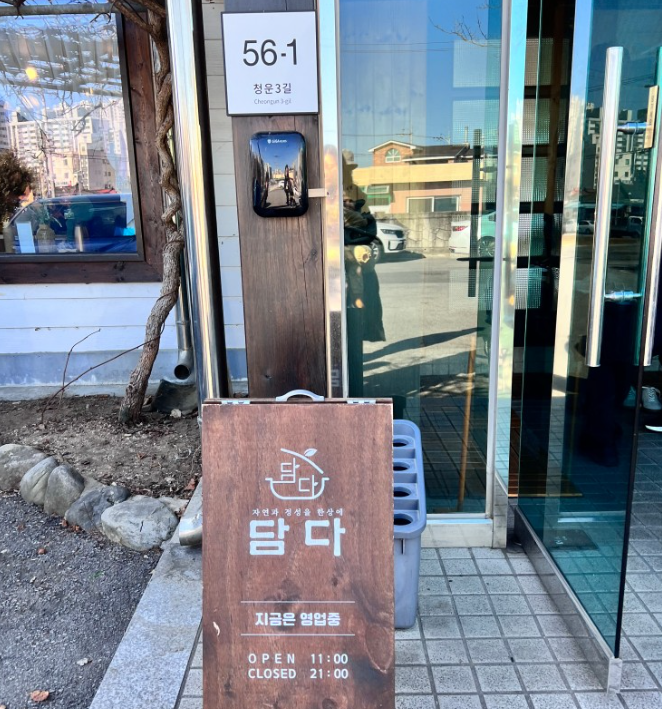 56-1
청운3길
Cheongun 3-gil
담다
자연과 정성을 한상에
담다
지금은 영업중
OPEN 11:00
CLOSED 21:00